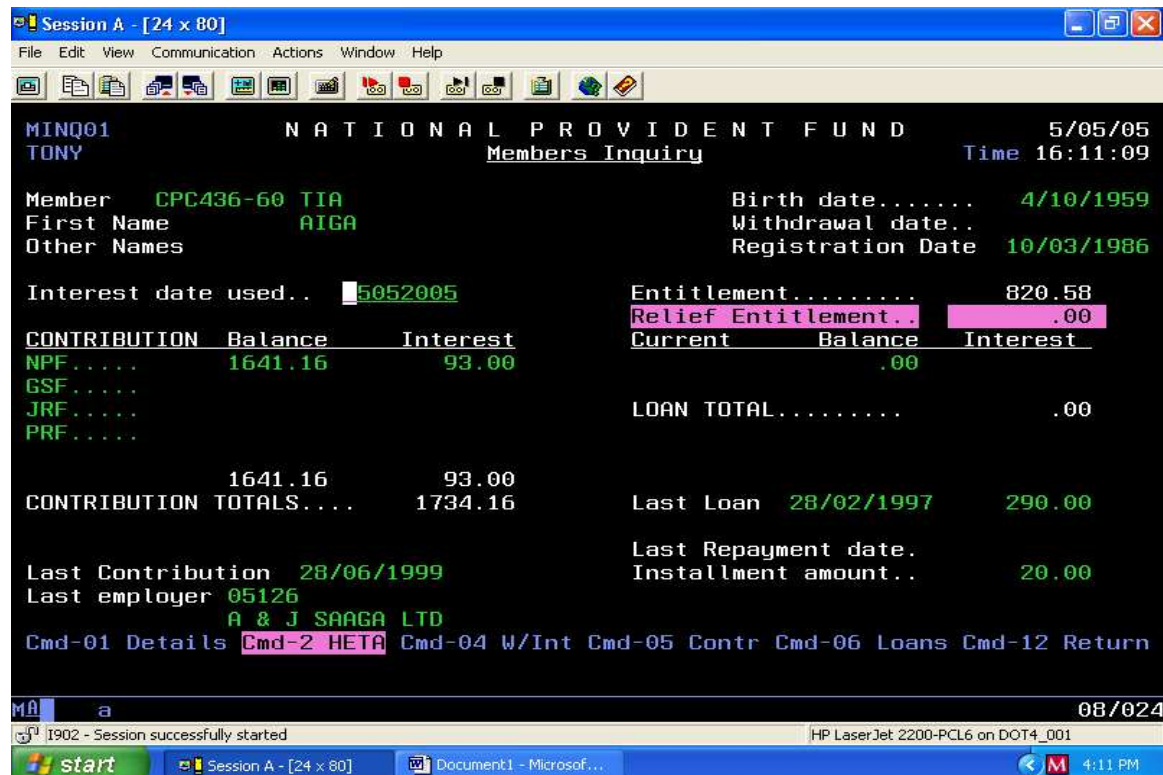 Session A - [24 x 80]
File Edit View Communication Actions Window Help
MINQ01 NATIONAL PROVIDENT FUND 5/05/05
TONY Members Inquiry Time 16:11:09
Member CPC436-60 TIA Birth date....... 4/10/1959
First Name AIGA Withdrawal date..
Other Names Registration Date 10/03/1986
Interest date used.. 5052005 Entitlement......... 820.58
Relief Entitlement.. .00
CONTRIBUTION Balance Interest Current Balance Interest
NPF..... 1641.16 93.00 .00
GSF.....
JRF..... LOAN TOTAL......... .00
PRF.....
1641.16 93.00
CONTRIBUTION TOTALS.... 1734.16 Last Loan 28/02/1997 290.00
Last Repayment date.
Last Contribution 28/06/1999 Installment amount.. 20.00
Last employer 05126
A & J SAAGA LTD
Cmd-01 Details Cmd-2 HETA Cmd-04 W/Int Cmd-05 Contr Cmd-06 Loans Cmd-12 Return
MA a 08/024
I902 - Session successfully started HP LaserJet 2200-PCL6 on DOT4_001
start Session A - [24 x 80] Document1 - Microsof... M 4:11 PM